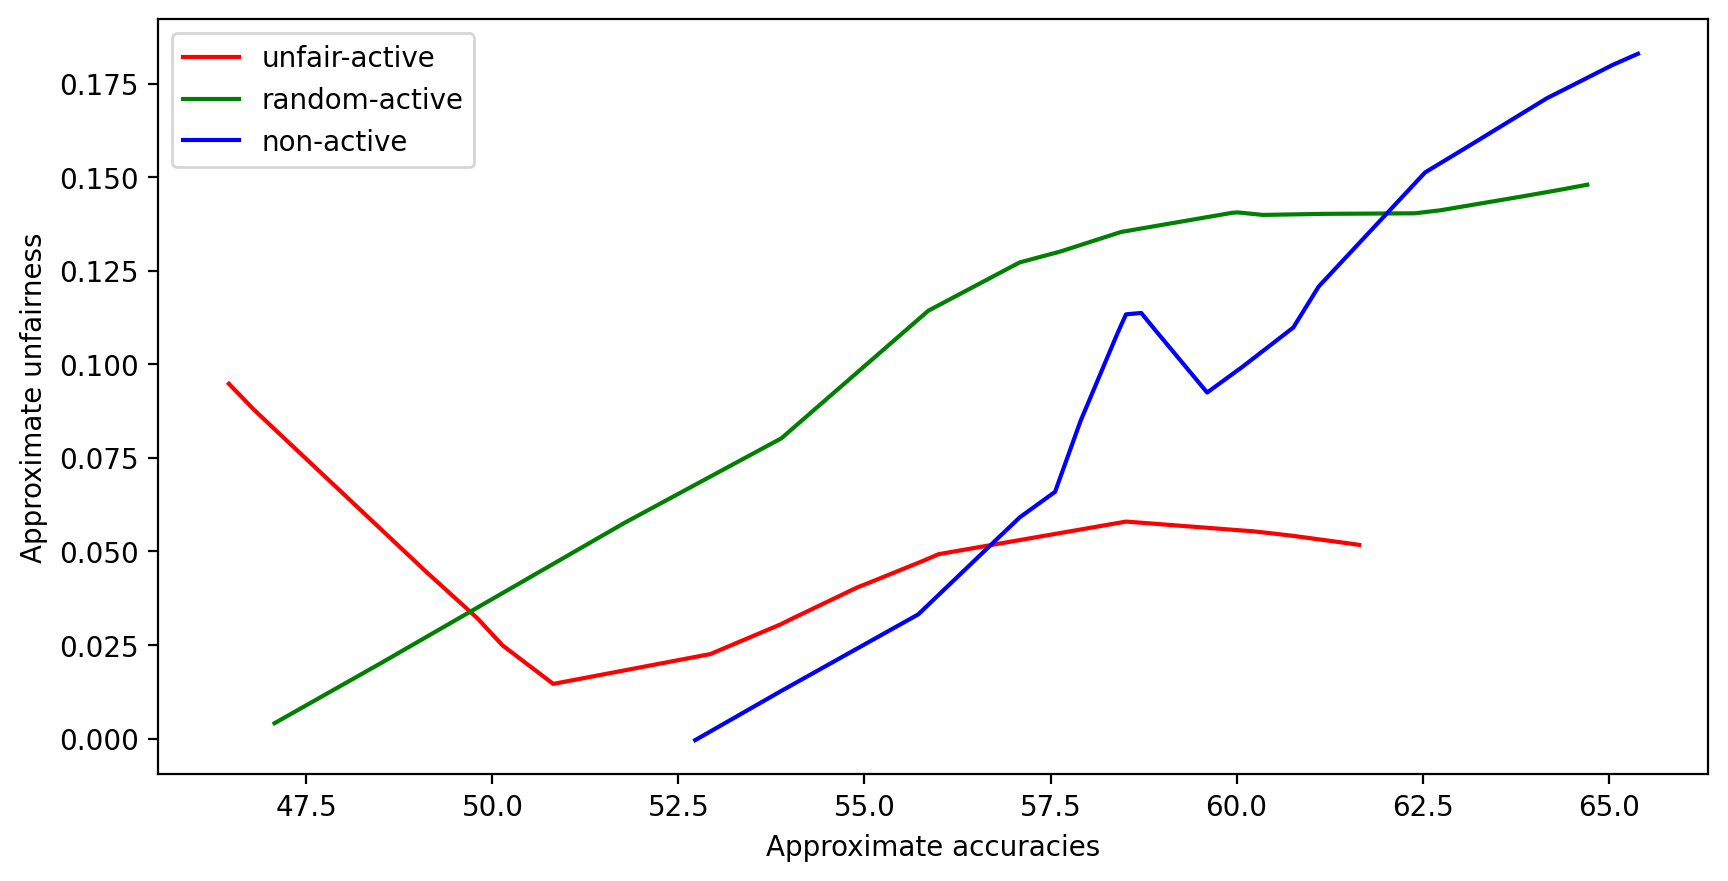 unfair-active
random-active
non-active
Approximate unfairness
0.175
0.150
0.125
0.100
0.075
0.050
0.025
0.000
47.5 50.0 52.5 55.0 57.5 60.0 62.5 65.0
Approximate accuracies